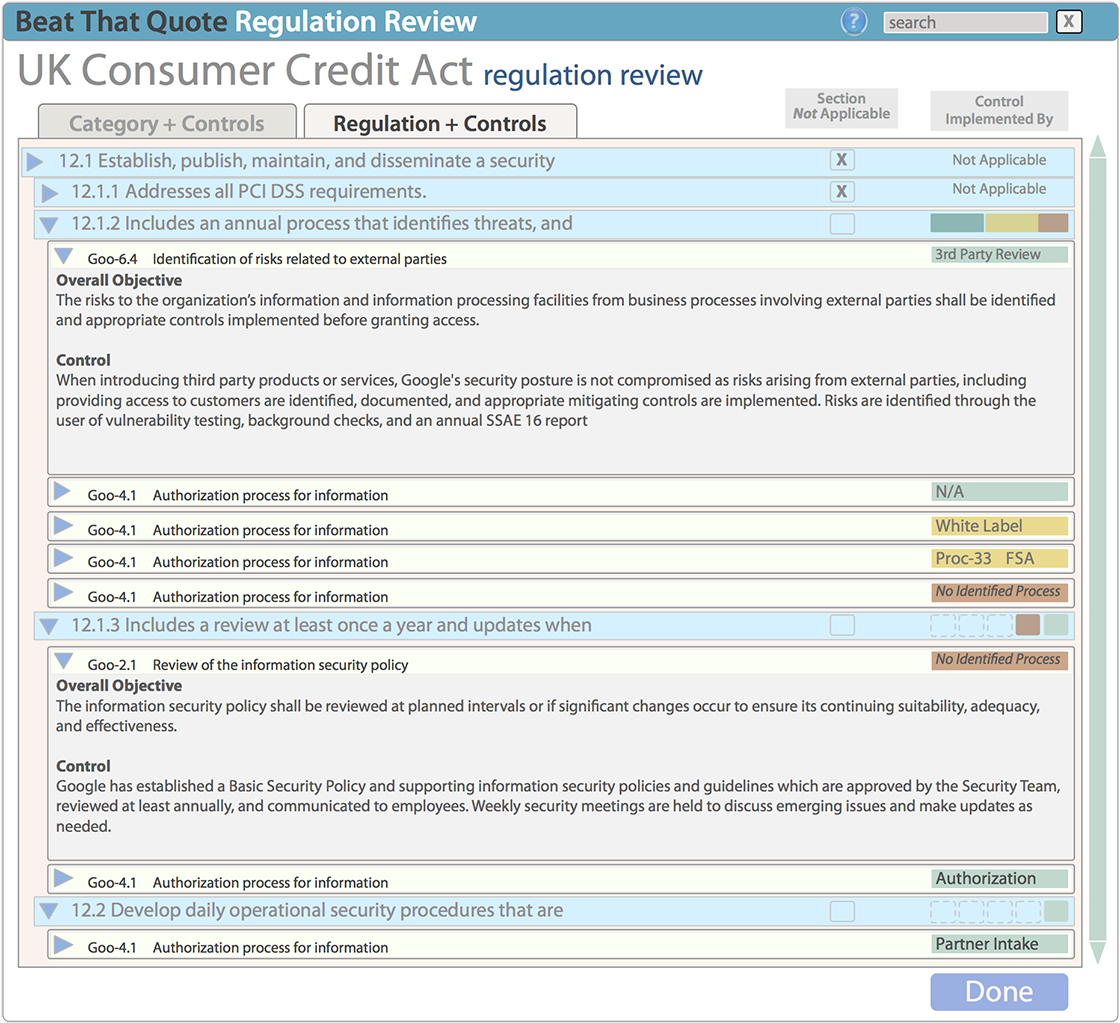 Beat That Quote Regulation Review
?
search
X
UK Consumer Credit Act regulation review
Section
Not Applicable
Control
Implemented By
Category + Controls
Regulation + Controls
12.1 Establish, publish, maintain, and disseminate a security
X
Not Applicable
12.1.1 Addresses all PCI DSS requirements.
X
Not Applicable
12.1.2 Includes an annual process that identifies threats, and
Goo-6.4 Identification of risks related to external parties
3rd Party Review
Overall Objective
The risks to the organization's information and information processing facilities from business processes involving external parties shall be identified
and appropriate controls implemented before granting access.
Control
When introducing third party products or services, Google's security posture is not compromised as risks arising from external parties, including
providing access to customers are identified, documented, and appropriate mitigating controls are implemented. Risks are identified through the
user of vulnerability testing, background checks, and an annual SSAE 16 report
Goo-4.1 Authorization process for information
N/A
Goo-4.1 Authorization process for information
White Label
Goo-4.1 Authorization process for information
Proc-33 FSA
Goo-4.1 Authorization process for information
No Identified Process
12.1.3 Includes a review at least once a year and updates when
Goo-2.1 Review of the information security policy
No Identified Process
Overall Objective
The information security policy shall be reviewed at planned intervals or if significant changes occur to ensure its continuing suitability, adequacy,
and effectiveness.
Control
Google has established a Basic Security Policy and supporting information security policies and guidelines which are approved by the Security Team,
reviewed at least annually, and communicated to employees. Weekly security meetings are held to discuss emerging issues and make updates as
needed.
Goo-4.1 Authorization process for information
Authorization
12.2 Develop daily operational security procedures that are
Goo-4.1 Authorization process for information
Partner Intake
Done